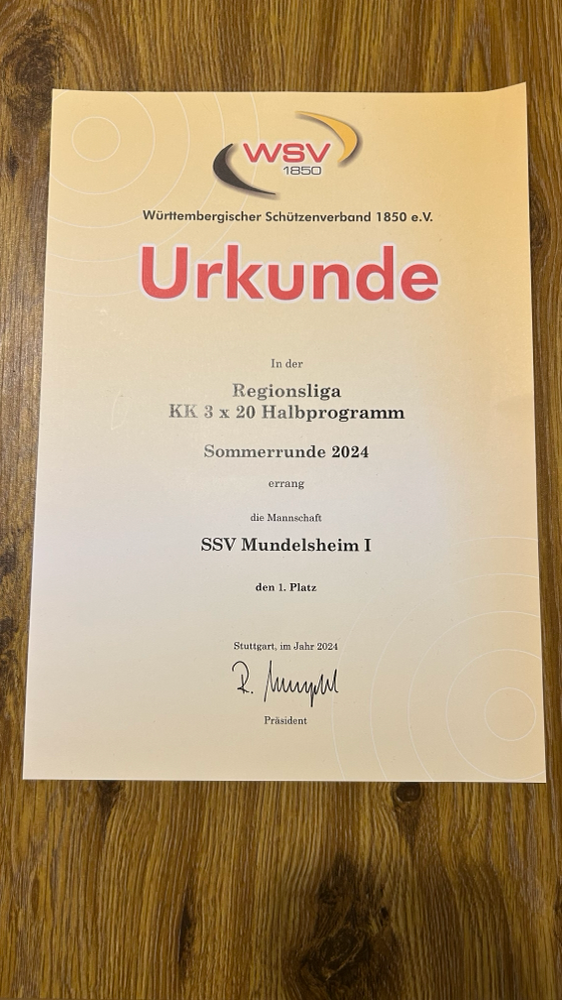 WSV
1850
Württembergischer Schützenverband 1850 e.V.
Urkunde
In der
Regionsliga
KK 3 x 20 Halbprogramm
Sommerrunde 2024
errang
die Mannschaft
SSV Mundelsheim I
den 1. Platz
Stuttgart, im Jahr 2024
Präsident